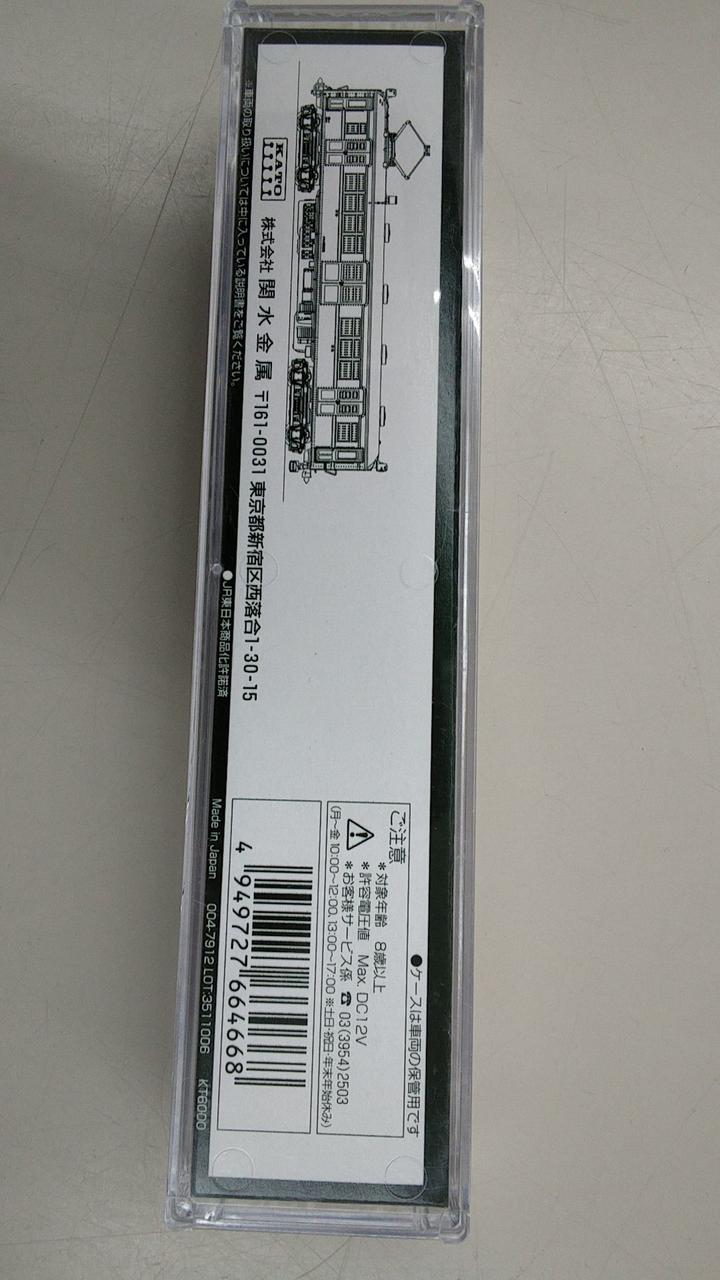 ●ケースは車両の保管用です
ご注意
＊対象年齢 8歳以上
＊許容電圧値 Max. DC12V
＊お客様サービス係 ☎ 03(3954)2503
(月～金 10:00～12:00,13:00～17:00 ※土日・祝日・年末年始休み)
KATO
株式会社 関水金属 〒161-0031 東京都新宿区西落合1-30-15
4 949727 664668
※車両の取り扱いについては中に入っている説明書をご覧ください。
●JR東日本商品化許諾済
Made in Japan 004-7912 LOT:3511006 KT6000